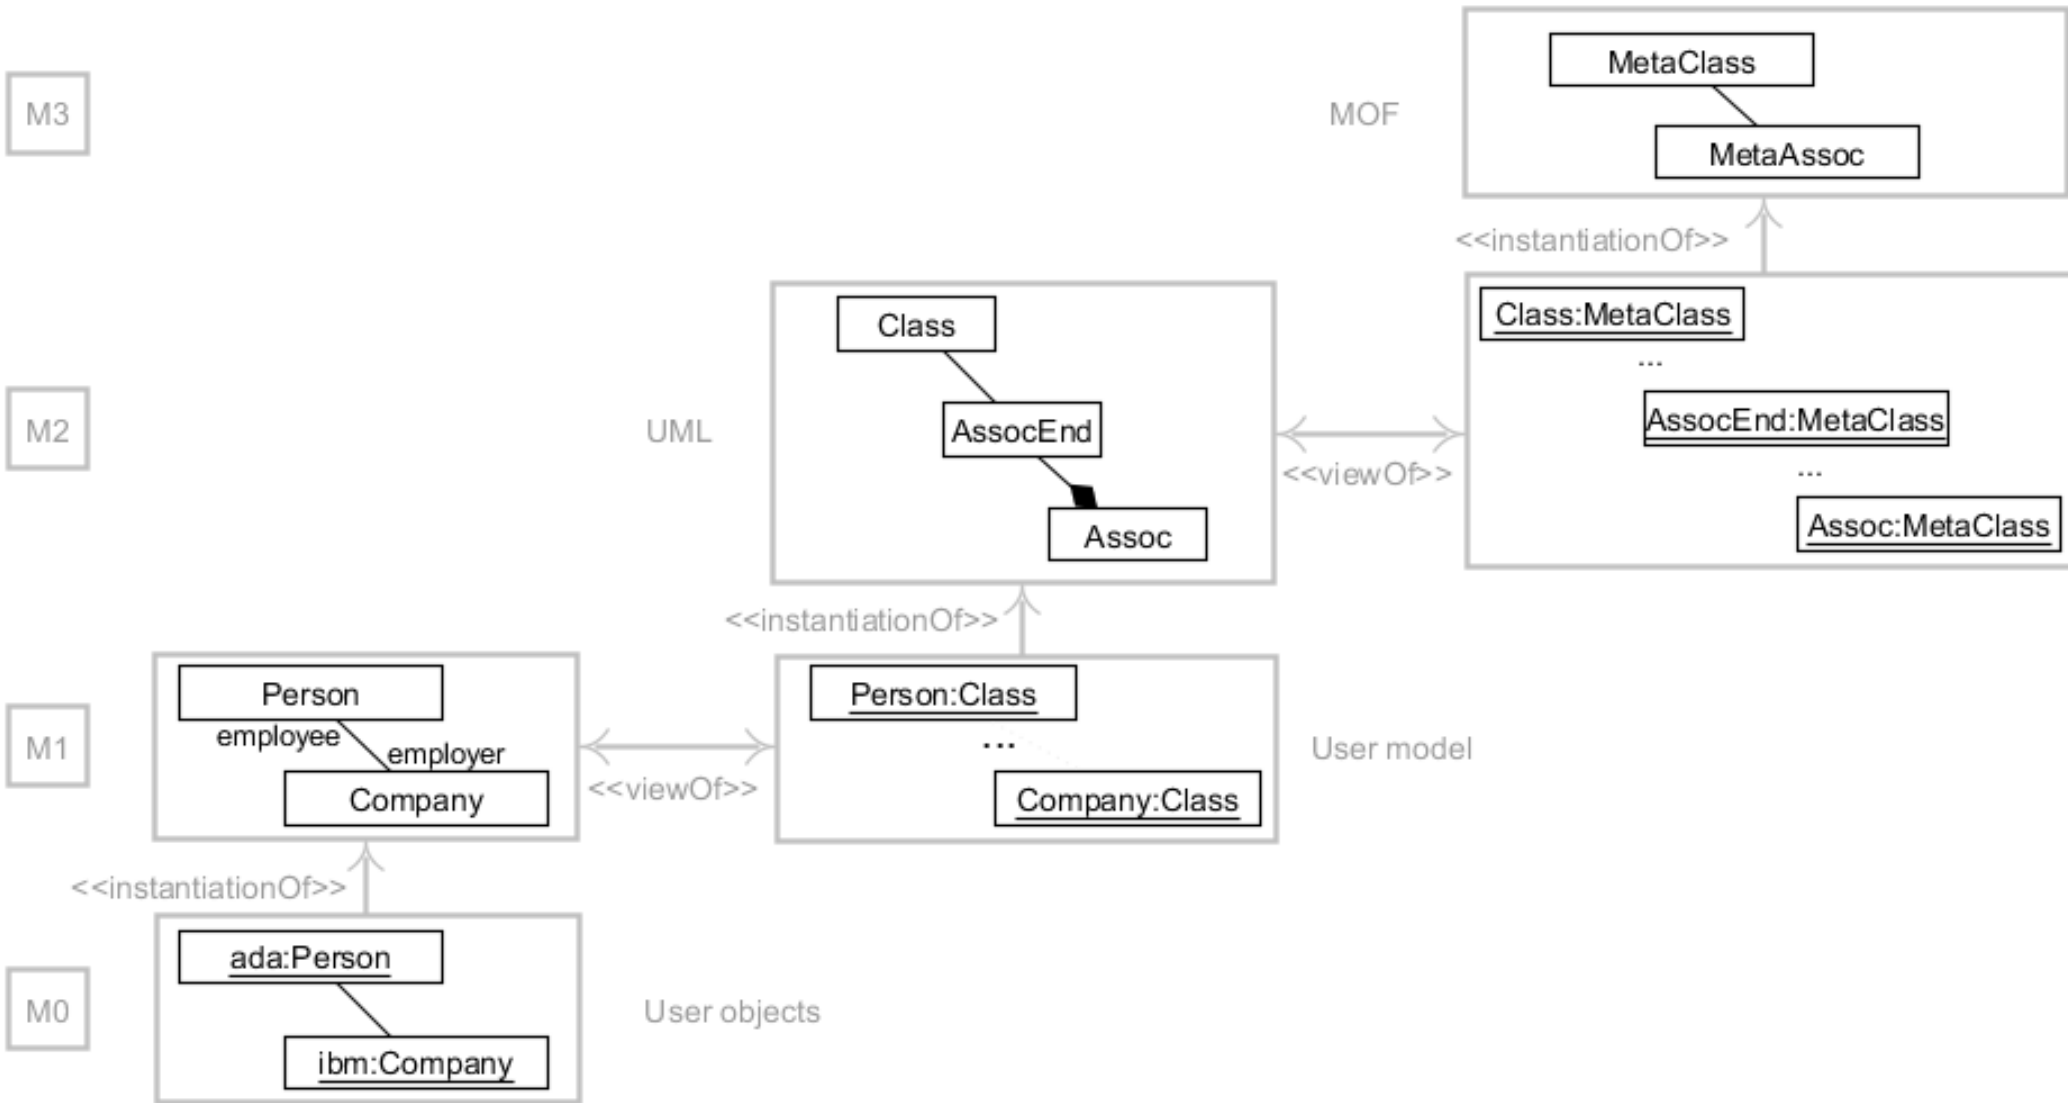 M3
MOF
MetaClass
MetaAssoc
<<instantiationOf>>
M2
UML
Class
AssocEnd
Assoc
<<viewOf>>
Class:MetaClass
...
AssocEnd:MetaClass
...
Assoc:MetaClass
<<instantiationOf>>
M1
Person
employee
employer
Company
<<viewOf>>
Person:Class
...
Company:Class
User model
<<instantiationOf>>
M0
ada:Person
ibm:Company
User objects